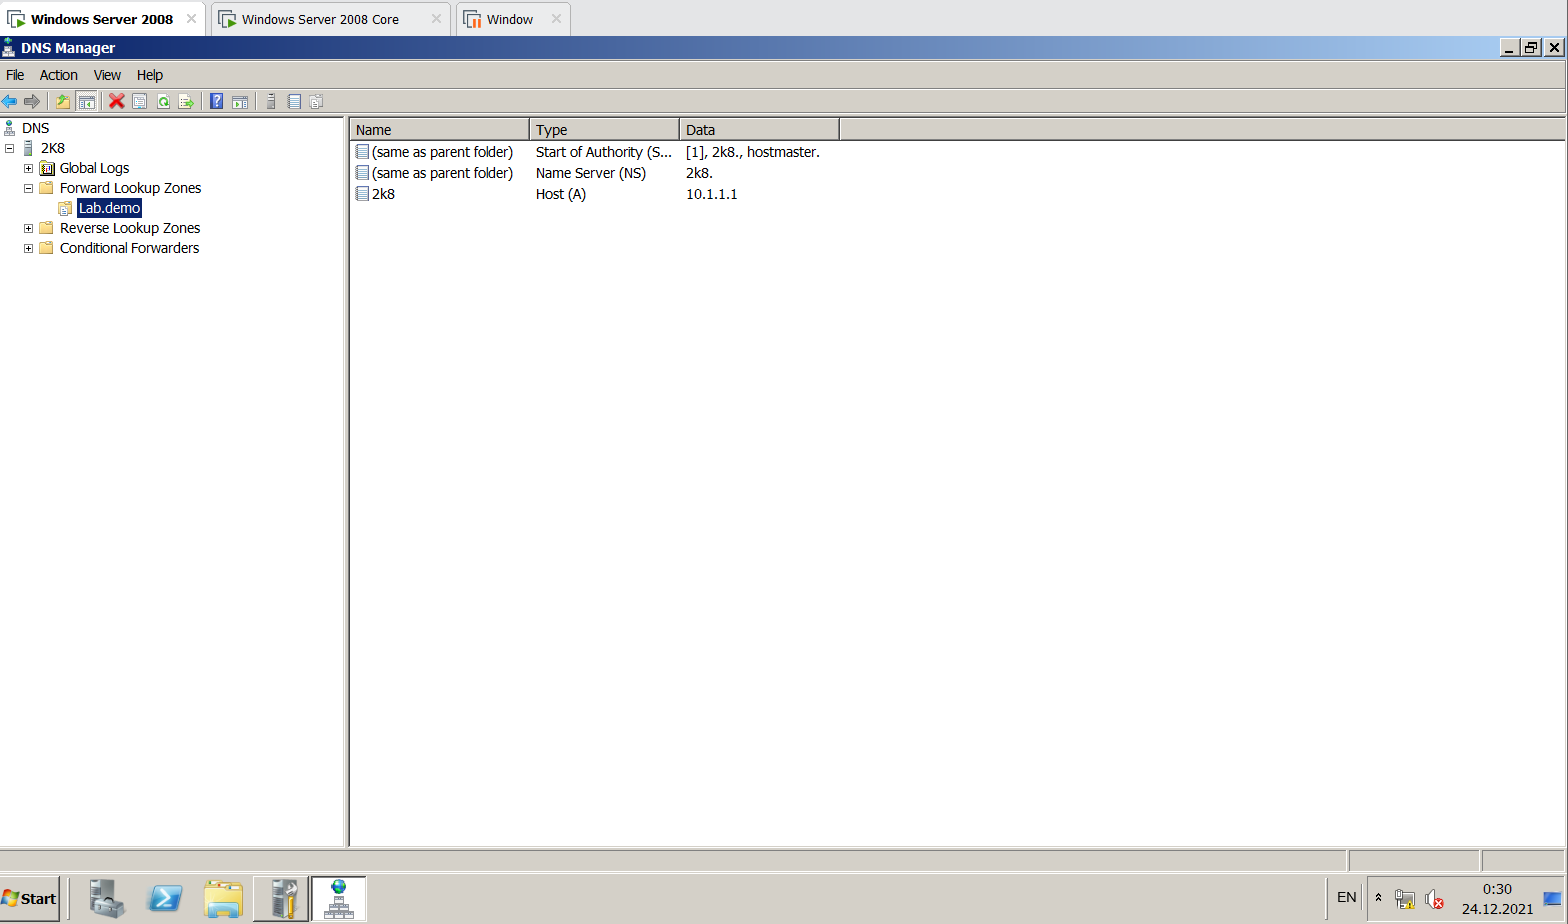 Windows Server 2008
Windows Server 2008 Core
Window
DNS Manager
File Action View Help
DNS
2K8
Global Logs
Forward Lookup Zones
Lab.demo
Reverse Lookup Zones
Conditional Forwarders
Name Type Data
(same as parent folder) Start of Authority (S... [1], 2k8., hostmaster.
(same as parent folder) Name Server (NS) 2k8.
2k8 Host (A) 10.1.1.1
Start
EN
0:30
24.12.2021